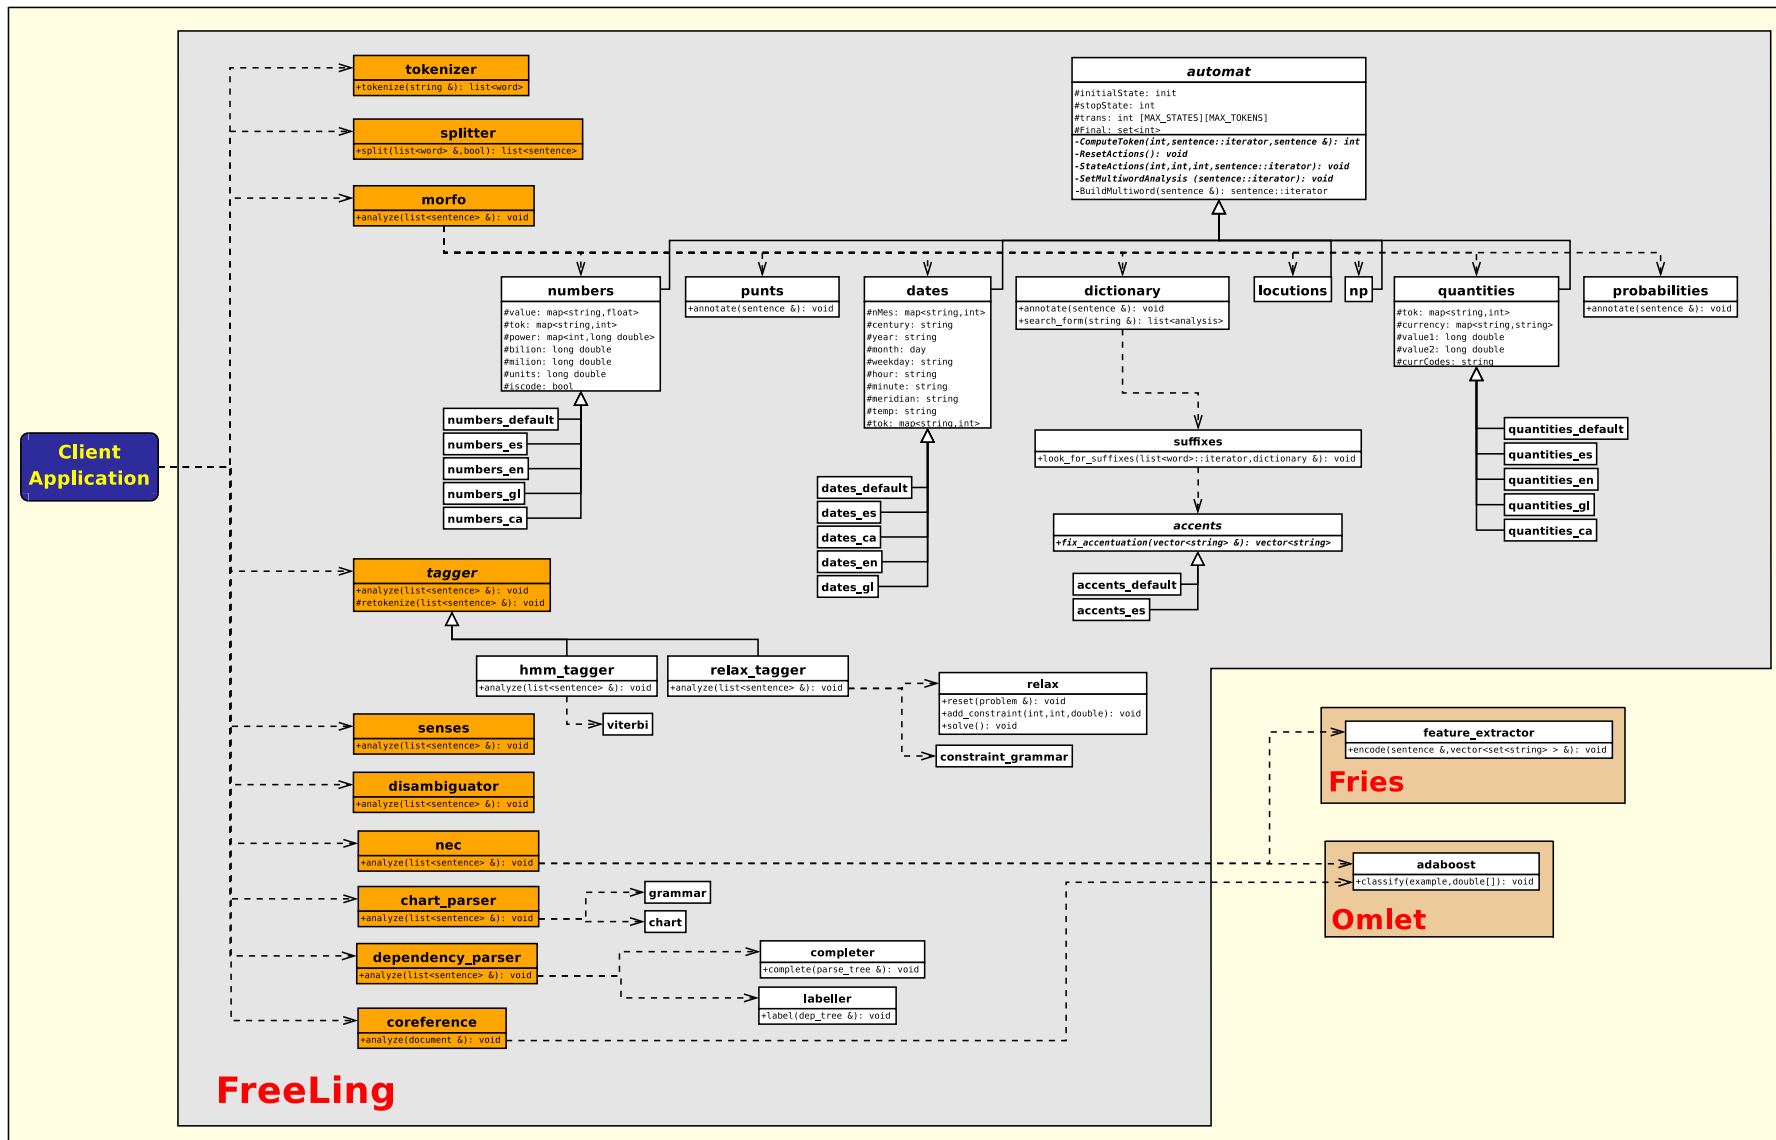 Client
Application
tokenizer
+tokenize(string &): list<word>
splitter
+split(list<word> &,bool): list<sentence>
morfo
+analyze(list<sentence> &): void
automat
#initialState: init
#stopState: int
#trans: int [MAX_STATES][MAX_TOKENS]
#Final: set<int>
-ComputeToken(int,sentence::iterator,sentence &): int
-ResetActions(): void
-StateActions(int,int,int,sentence::iterator): void
-SetMultiwordAnalysis (sentence::iterator): void
-BuildMultiword(sentence &): sentence::iterator
numbers
#value: map<string,float>
#tok: map<string,int>
#power: map<int,long double>
#bilion: long double
#milion: long double
#units: long double
#iscode: bool
numbers_default
numbers_es
numbers_en
numbers_gl
numbers_ca
punts
+annotate(sentence &): void
dates
#nMes: map<string,int>
#century: string
#year: string
#month: day
#weekday: string
#hour: string
#minute: string
#meridian: string
#temp: string
#tok: map<string,int>
dates_default
dates_es
dates_ca
dates_en
dates_gl
dictionary
+annotate(sentence &): void
+search_form(string &): list<analysis>
suffixes
+look_for_suffixes(list<word>::iterator,dictionary &): void
accents
+fix_accentuation(vector<string> &): vector<string>
accents_default
accents_es
locutions
np
quantities
#tok: map<string,int>
#currency: map<string,string>
#value1: long double
#value2: long double
#currCodes: string
quantities_default
quantities_es
quantities_en
quantities_gl
quantities_ca
probabilities
+annotate(sentence &): void
tagger
+analyze(list<sentence> &): void
#retokenize(list<sentence> &): void
hmm_tagger
+analyze(list<sentence> &): void
viterbi
relax_tagger
+analyze(list<sentence> &): void
relax
+reset(problem &): void
+add_constraint(int,int,double): void
+solve(): void
constraint_grammar
senses
+analyze(list<sentence> &): void
disambiguator
+analyze(list<sentence> &): void
nec
+analyze(list<sentence> &): void
chart_parser
+analyze(list<sentence> &): void
grammar
chart
dependency_parser
+analyze(list<sentence> &): void
completer
+complete(parse_tree &): void
labeller
+label(dep_tree &): void
coreference
+analyze(document &): void
feature_extractor
+encode(sentence &,vector<set<string> > &): void
Fries
adaboost
+classify(example,double[]): void
Omlet
FreeLing